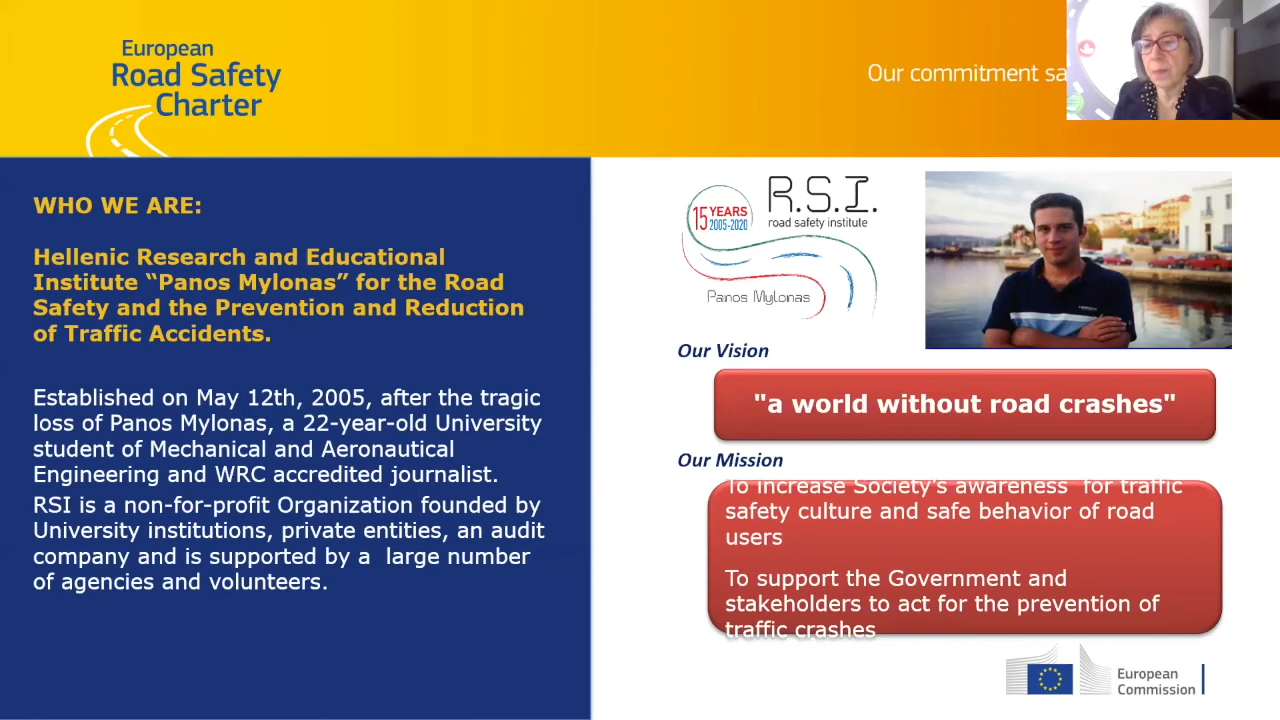 European
Road Safety
Charter
Our commitment sa
WHO WE ARE:
Hellenic Research and Educational
Institute “Panos Mylonas” for the Road
Safety and the Prevention and Reduction
of Traffic Accidents.
Established on May 12th, 2005, after the tragic
loss of Panos Mylonas, a 22-year-old University
student of Mechanical and Aeronautical
Engineering and WRC accredited journalist.
RSI is a non-for-profit Organization founded by
University institutions, private entities, an audit
company and is supported by a large number
of agencies and volunteers.
15 YEARS
2005-2020
R.S.I.
road safety institute
Panos Mylonas
Our Vision
"a world without road crashes"
Our Mission
To increase Society’s awareness for traffic
safety culture and safe behavior of road
users
To support the Government and
stakeholders to act for the prevention of
traffic crashes
European
Commission